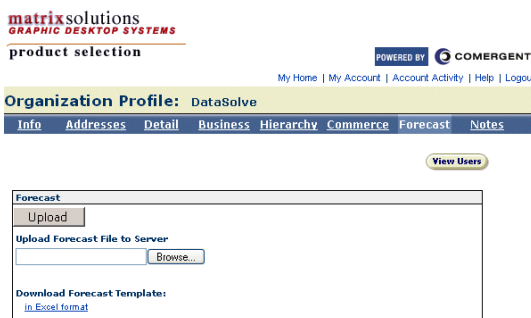 matrixsolutions
GRAPHIC DESKTOP SYSTEMS
product selection
POWERED BY COMERGENT
My Home | My Account | Account Activity | Help | Logou
Organization Profile: DataSolve
Info Addresses Detail Business Hierarchy Commerce Forecast Notes
View Users
Forecast
Upload
Upload Forecast File to Server
Browse...
Download Forecast Template:
in Excel format